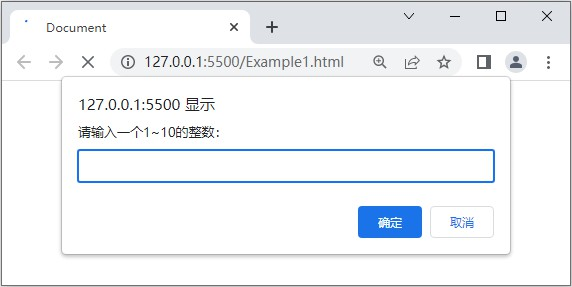 Document
127.0.0.1:5500/Example1.html
127.0.0.1:5500 显示
请输入一个1~10的整数：
确定 取消